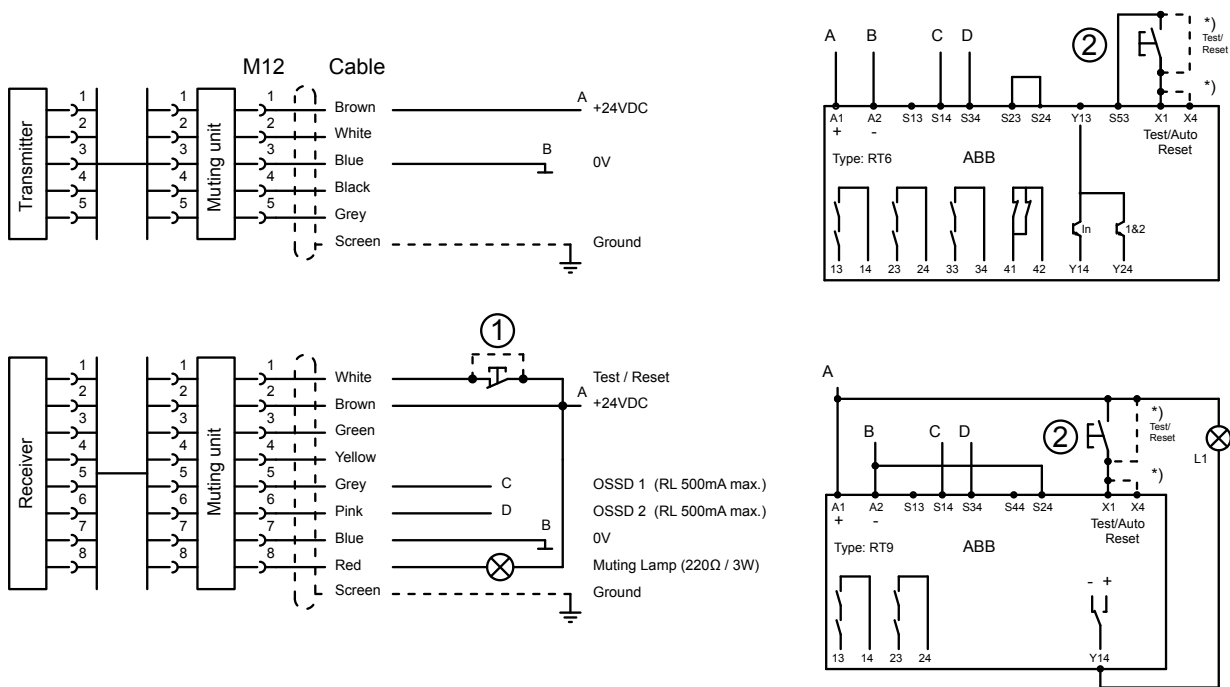 M12 Cable
Transmitter
1 1 1 Brown A +24VDC
2 2 2 White
3 3 3 Blue B 0V
4 4 4 Black
5 5 5 Grey
Muting unit
Screen Ground
1
Receiver
1 1 1 White Test / Reset
2 2 2 Brown A +24VDC
3 3 3 Green
4 4 4 Yellow
5 5 5 Grey C OSSD 1 (RL 500mA max.)
6 6 6 Pink D OSSD 2 (RL 500mA max.)
7 7 7 Blue B 0V
8 8 8 Red Muting Lamp (220Ω / 3W)
Muting unit
Screen Ground
A B C D 2 *)
Test/
Reset
*)
A1 A2 S13 S14 S34 S23 S24 Y13 S53 X1 X4
+ - Test/Auto
Reset
Type: RT6 ABB
In 1&2
13 14 23 24 33 34 41 42 Y14 Y24
A
B C D 2 *)
Test/
Reset
L1
*)
A1 A2 S13 S14 S34 S44 S24 X1 X4
+ - Test/Auto
Reset
Type: RT9 ABB
- +
13 14 23 24 Y14